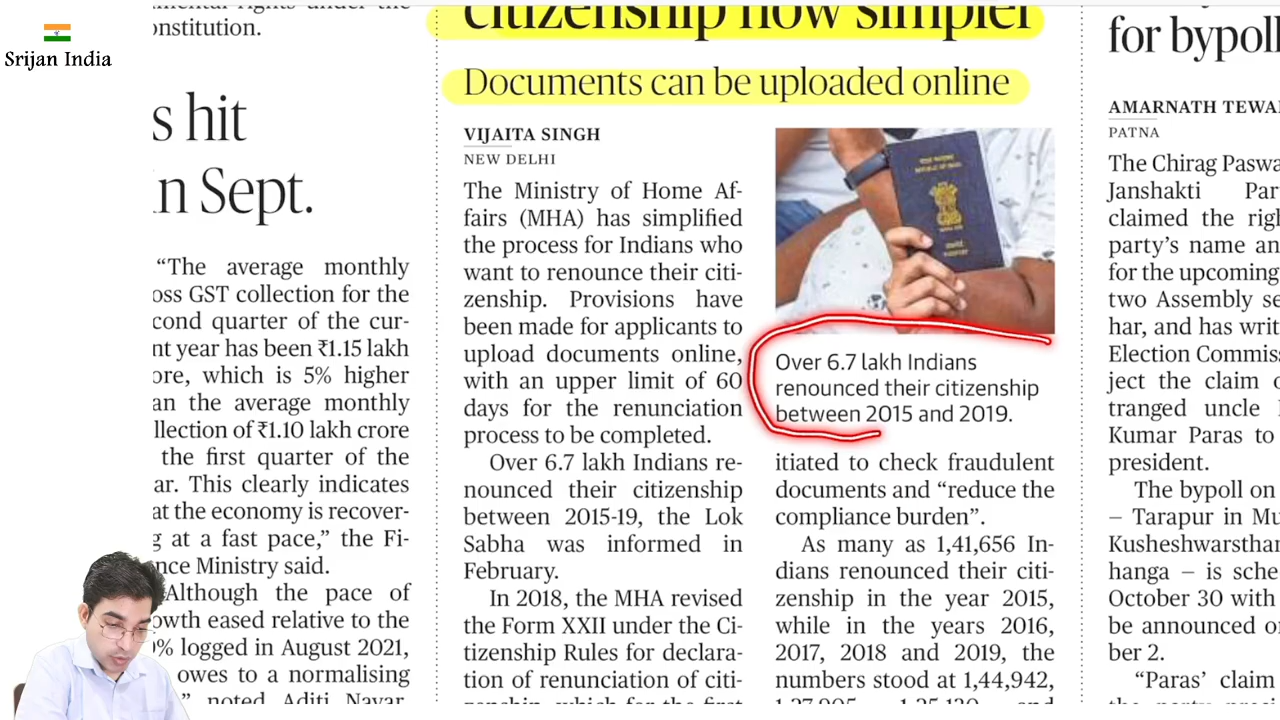 Srijan India
onstitution.
s hit
n Sept.
“The average monthly
oss GST collection for the
cond quarter of the cur-
nt year has been ₹1.15 lakh
ore, which is 5% higher
an the average monthly
llection of ₹1.10 lakh crore
the first quarter of the
ar. This clearly indicates
at the economy is recover-
g at a fast pace,” the Fi-
nce Ministry said.
Although the pace of
owth eased relative to the
% logged in August 2021,
owes to a normalising
” noted Aditi Nayar,
citizenship now simpler
Documents can be uploaded online
VIJAITA SINGH
NEW DELHI
The Ministry of Home Af-
fairs (MHA) has simplified
the process for Indians who
want to renounce their citi-
zenship. Provisions have
been made for applicants to
upload documents online,
with an upper limit of 60
days for the renunciation
process to be completed.
Over 6.7 lakh Indians re-
nounced their citizenship
between 2015-19, the Lok
Sabha was informed in
February.
In 2018, the MHA revised
the Form XXII under the Ci-
tizenship Rules for declara-
tion of renunciation of citi-
zenship, which for the first
REPUBLIC OF INDIA
Over 6.7 lakh Indians
renounced their citizenship
between 2015 and 2019.
itiated to check fraudulent
documents and “reduce the
compliance burden”.
As many as 1,41,656 In-
dians renounced their citi-
zenship in the year 2015,
while in the years 2016,
2017, 2018 and 2019, the
numbers stood at 1,44,942,
for bypoll
AMARNATH TEWA
PATNA
The Chirag Paswa
Janshakti Par
claimed the rig
party’s name an
for the upcoming
two Assembly se
har, and has writ
Election Commis
ject the claim o
tranged uncle
Kumar Paras to
president.
The bypoll on
– Tarapur in Mu
Kusheshwarsthan
hanga – is sche
October 30 with
be announced o
ber 2.
“Paras’ claim